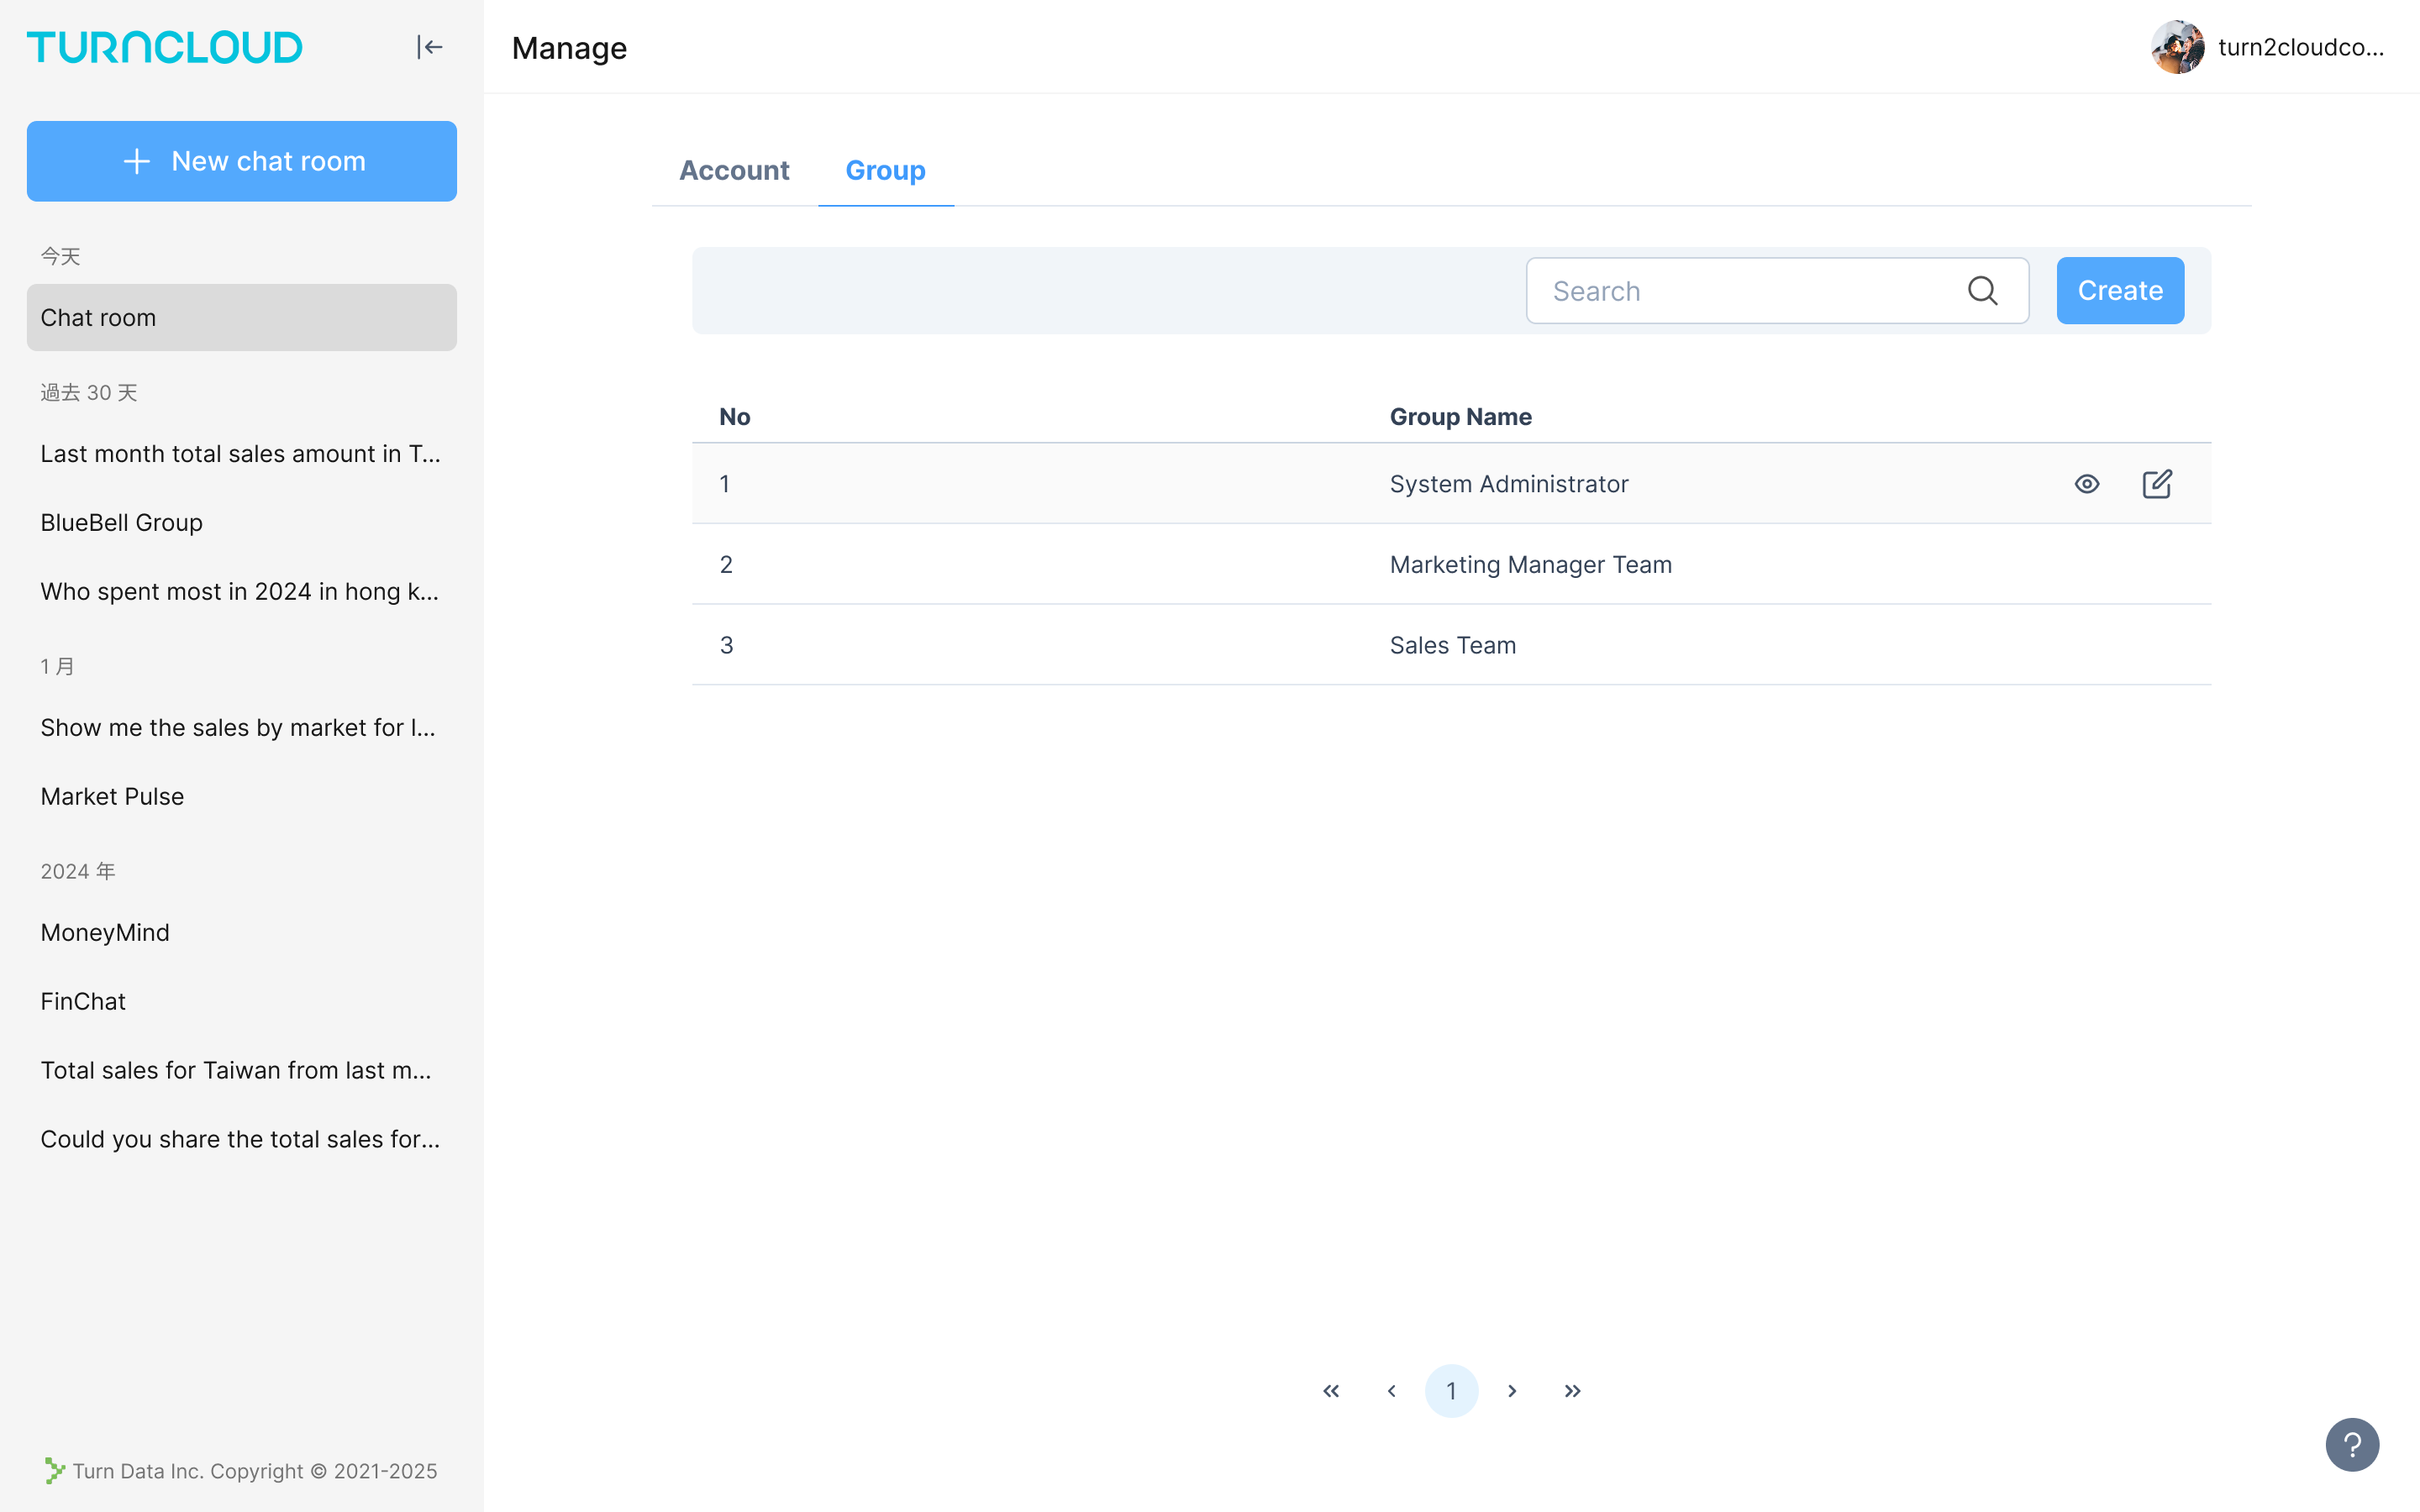 TURNCLOUD
New chat room
今天
Chat room
過去 30 天
Last month total sales amount in T...
BlueBell Group
Who spent most in 2024 in hong k...
1 月
Show me the sales by market for l...
Market Pulse
2024 年
MoneyMind
FinChat
Total sales for Taiwan from last m...
Could you share the total sales for...
Turn Data Inc. Copyright © 2021-2025
Manage
turn2cloudco...
Account Group
Search
Create
No Group Name
1 System Administrator
2 Marketing Manager Team
3 Sales Team
« ‹ 1 › »
?